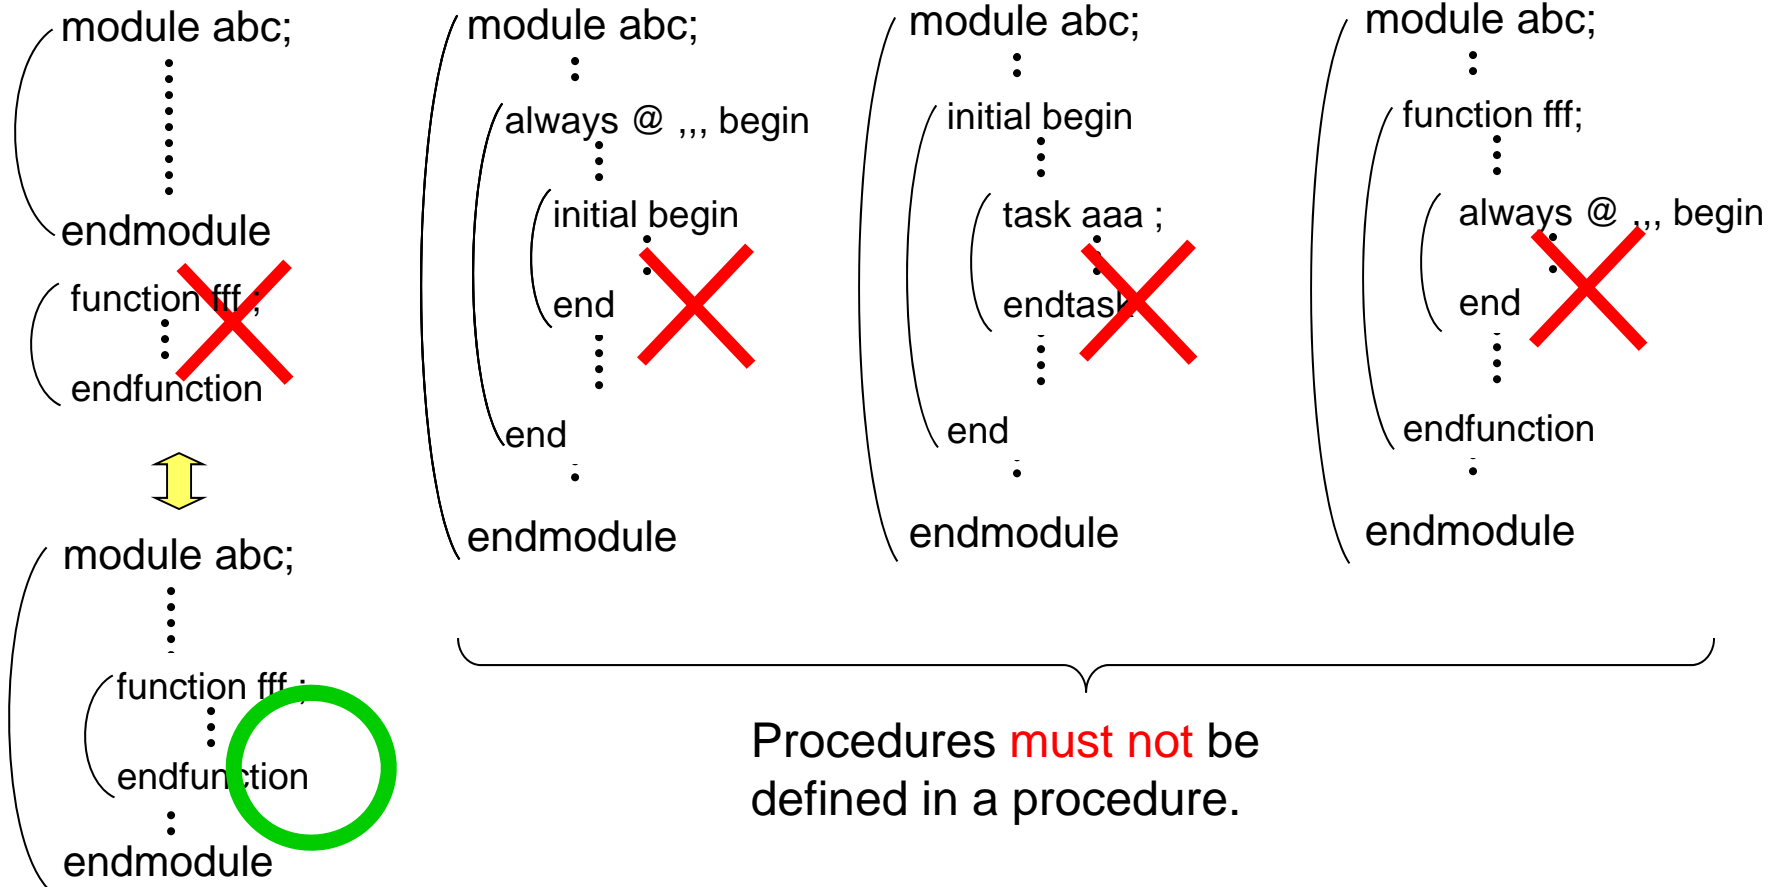 module abc;
endmodule
function fff ;
endfunction
module abc;
function fff ;
endfunction
endmodule
module abc;
always @ ,,, begin
initial begin
end
end
endmodule
module abc;
initial begin
task aaa ;
endtask
end
endmodule
module abc;
function fff;
always @ ,,, begin
end
endfunction
endmodule
Procedures must not be
defined in a procedure.